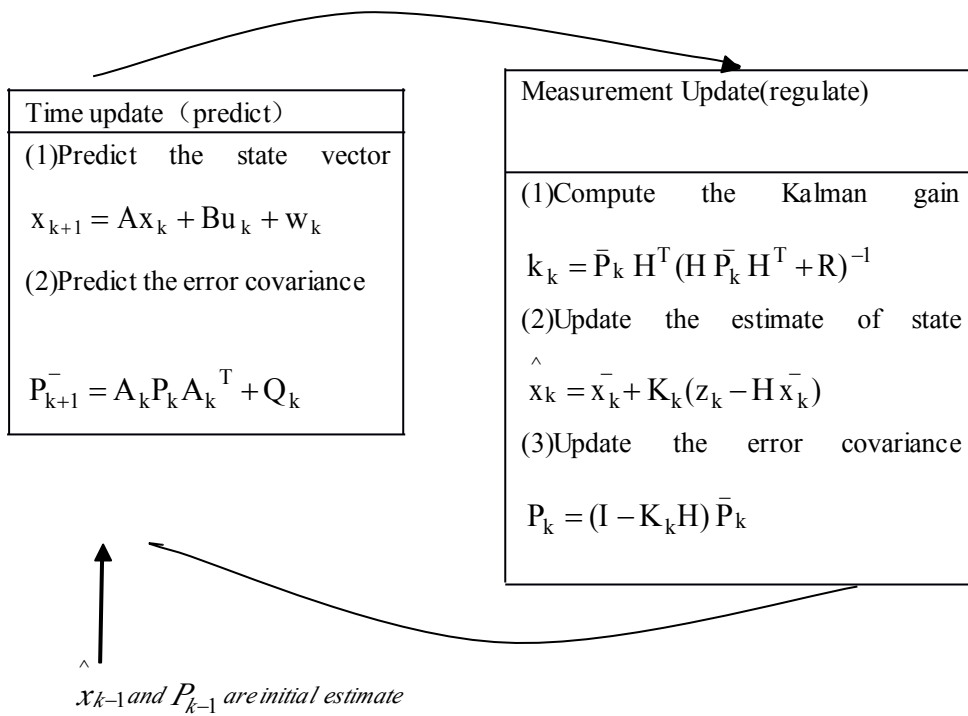 Time update（predict）
(1)Predict the state vector
x_{k+1} = Ax_k + Bu_k + w_k
(2)Predict the error covariance
P^-_{k+1} = A_k P_k A_k^T + Q_k
Measurement Update(regulate)
(1)Compute the Kalman gain
k_k = P̄_k H^T (H P̄_k H^T + R)^{-1}
(2)Update the estimate of state
x̂_k = x^-_k + K_k (z_k − H x^-_k)
(3)Update the error covariance
P_k = (I − K_k H) P̄_k
x̂_{k−1} and P_{k−1} are initial estimate